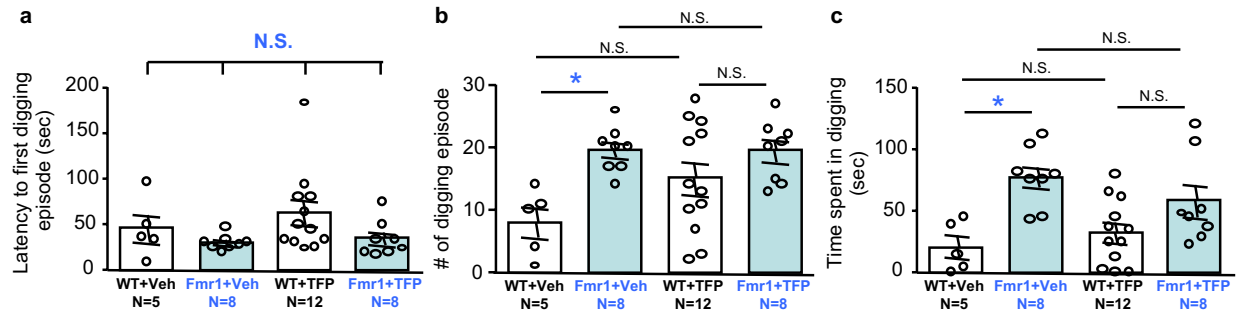 a
N.S.
Latency to first digging
episode (sec)
200
150
100
50
0
WT+Veh
N=5
Fmr1+Veh
N=8
WT+TFP
N=12
Fmr1+TFP
N=8
b
N.S.
N.S.
*
N.S.
# of digging episode
30
20
10
0
WT+Veh
N=5
Fmr1+Veh
N=8
WT+TFP
N=12
Fmr1+TFP
N=8
c
N.S.
N.S.
*
N.S.
Time spent in digging
(sec)
150
100
50
0
WT+Veh
N=5
Fmr1+Veh
N=8
WT+TFP
N=12
Fmr1+TFP
N=8